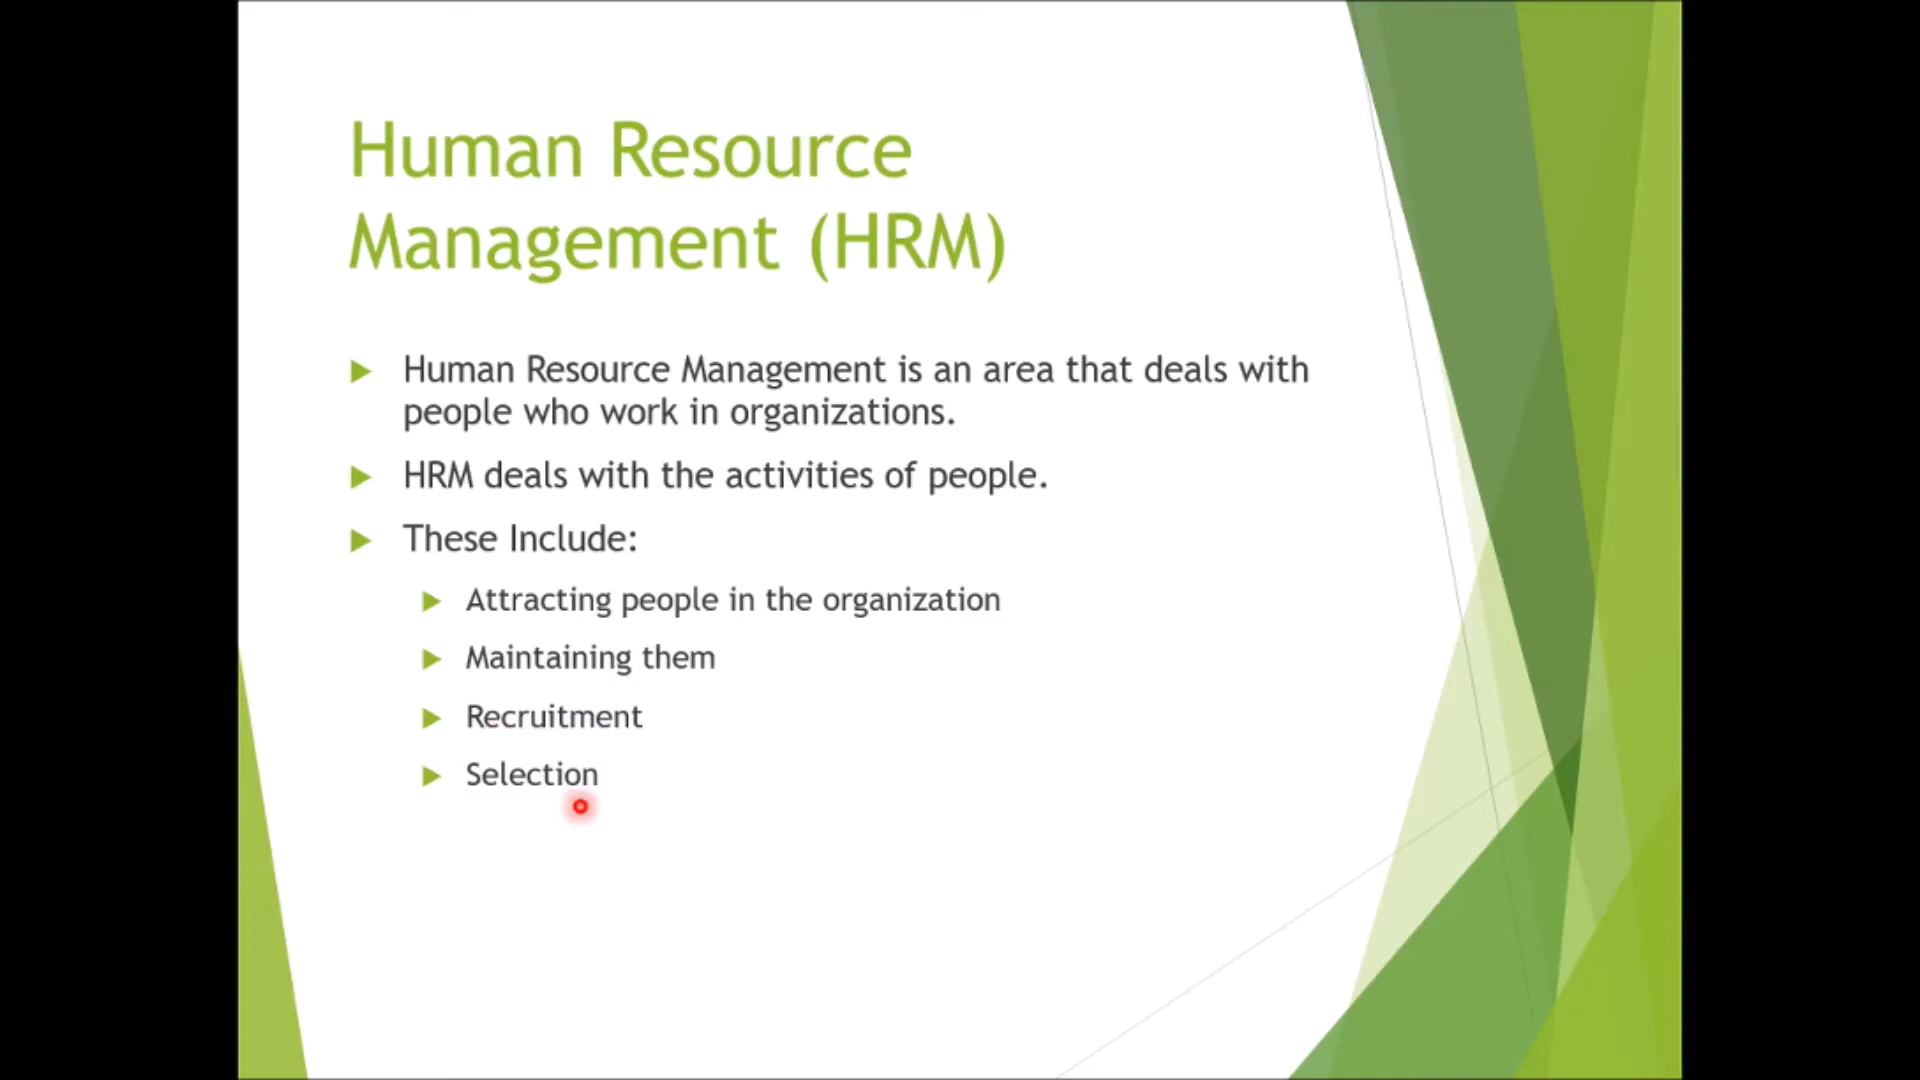 Human Resource
Management (HRM)
Human Resource Management is an area that deals with
people who work in organizations.
HRM deals with the activities of people.
These Include:
Attracting people in the organization
Maintaining them
Recruitment
Selection